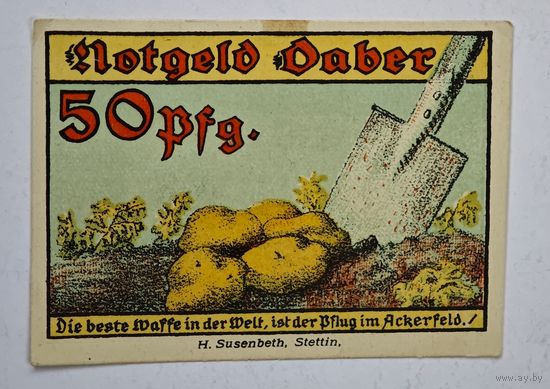 Notgeld Daber
50 Pfg.
Die beste Waffe in der Welt, ist der Pflug im Ackerfeld.!
H. Susenbeth, Stettin.
www.ay.by